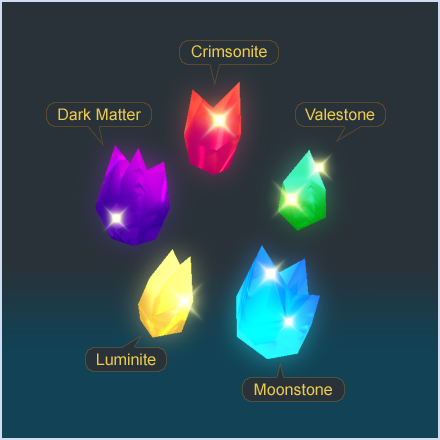 Crimsonite
Dark Matter
Valestone
Luminite
Moonstone